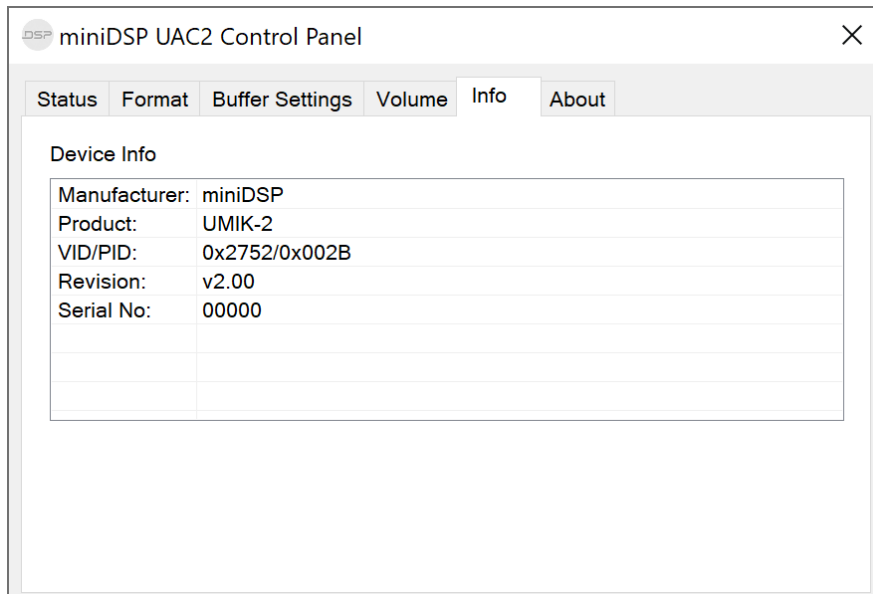 DSP miniDSP UAC2 Control Panel
Status Format Buffer Settings Volume Info About
Device Info
Manufacturer: miniDSP
Product: UMIK-2
VID/PID: 0x2752/0x002B
Revision: v2.00
Serial No: 00000